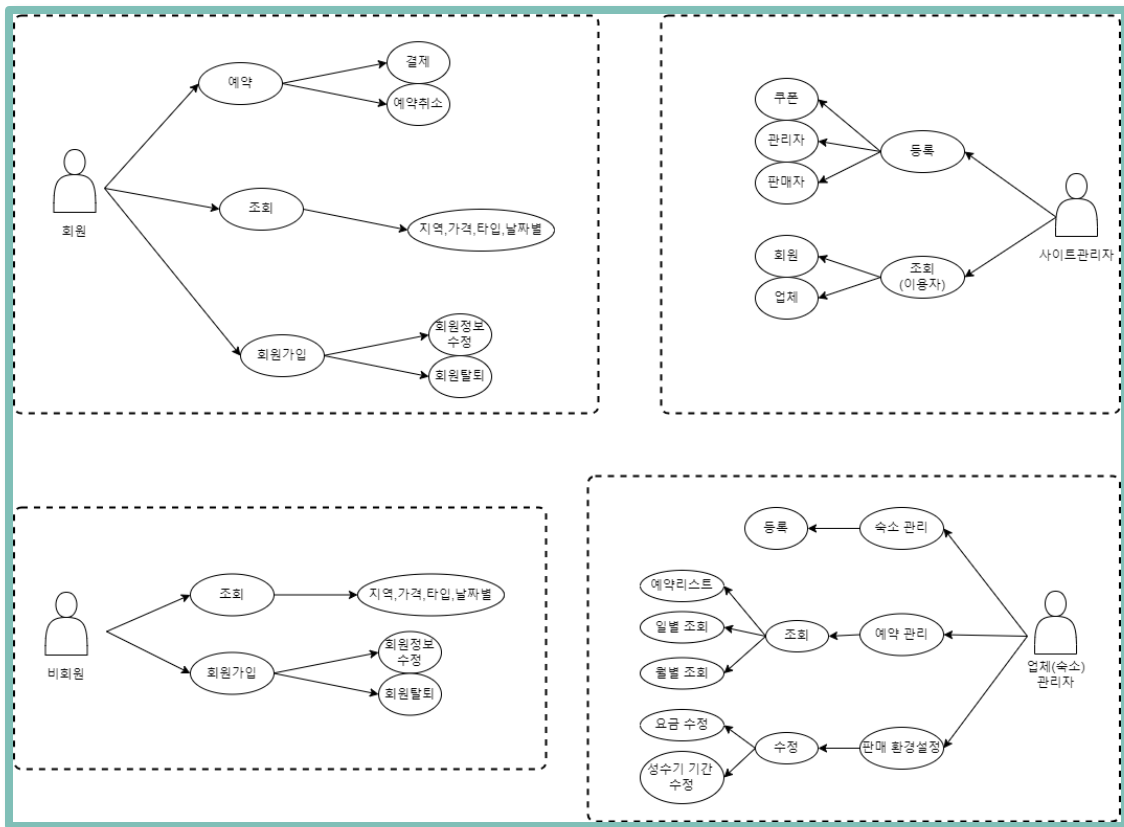 예약
결제
예약취소
회원
조회
지역,가격,타입,날짜별
회원가입
회원정보
수정
회원탈퇴
쿠폰
관리자
판매자
등록
사이트관리자
회원
업체
조회
(이용자)
비회원
조회
지역,가격,타입,날짜별
회원가입
회원정보
수정
회원탈퇴
등록
숙소 관리
예약리스트
일별 조회
월별 조회
조회
예약 관리
업체(숙소)
관리자
요금 수정
성수기 기간
수정
수정
판매 환경설정